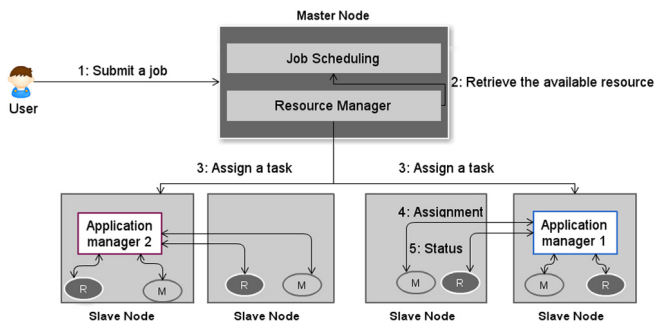 Master Node
Job Scheduling
1: Submit a job
2: Retrieve the available resource
User
Resource Manager
3: Assign a task
3: Assign a task
Application
manager 2
4: Assignment
Application
manager 1
5: Status
R
M
R
M
M
R
M
R
Slave Node
Slave Node
Slave Node
Slave Node